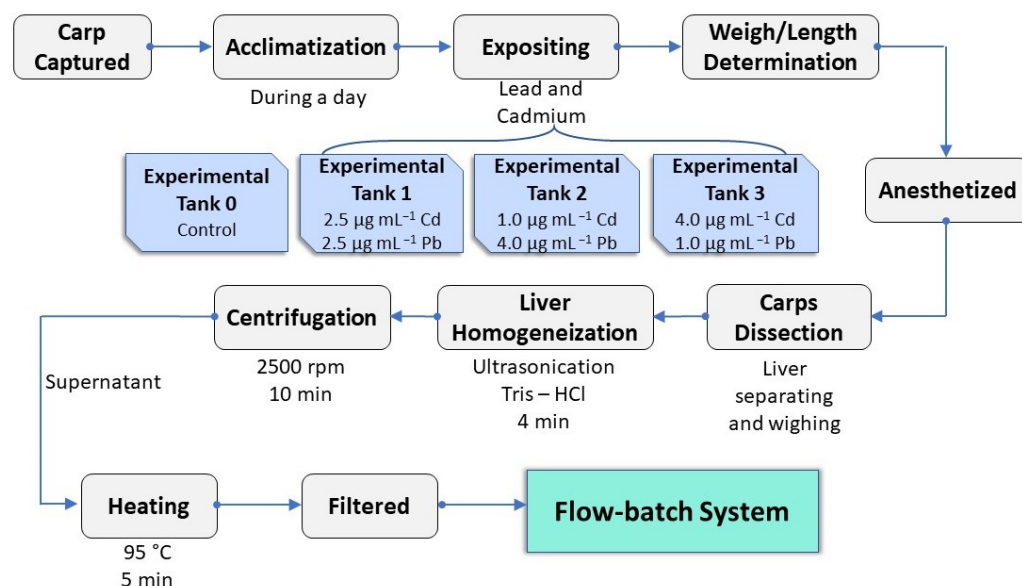 Carp
Captured
Acclimatization
During a day
Expositing
Lead and
Cadmium
Weigh/Length
Determination
Experimental
Tank 0
Control
Experimental
Tank 1
2.5 µg mL⁻¹ Cd
2.5 µg mL⁻¹ Pb
Experimental
Tank 2
1.0 µg mL⁻¹ Cd
4.0 µg mL⁻¹ Pb
Experimental
Tank 3
4.0 µg mL⁻¹ Cd
1.0 µg mL⁻¹ Pb
Anesthetized
Carps
Dissection
Liver
separating
and wighing
Liver
Homogeneization
Ultrasonication
Tris – HCl
4 min
Centrifugation
2500 rpm
10 min
Supernatant
Heating
95 °C
5 min
Filtered
Flow-batch System